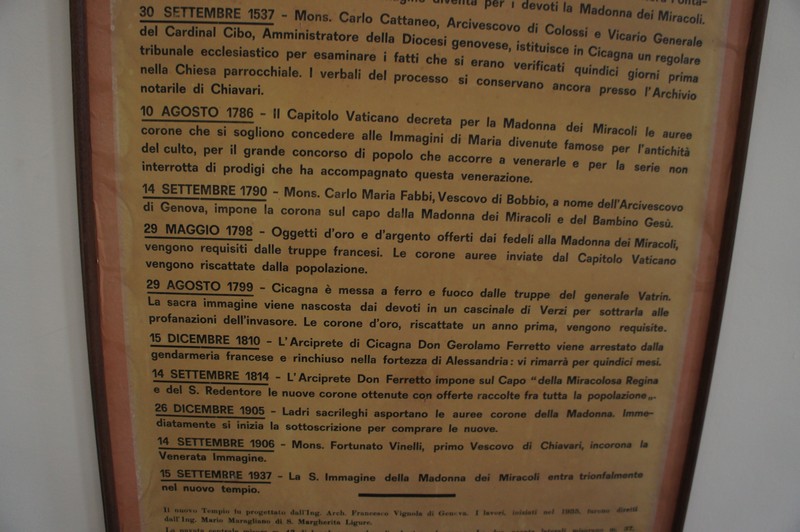 diventa per i devoti la Madonna dei Miracoli.
30 SETTEMBRE 1537 – Mons. Carlo Cattaneo, Arcivescovo di Colossi e Vicario Generale
del Cardinal Cibo, Amministratore della Diocesi genovese, istituisce in Cicagna un regolare
tribunale ecclesiastico per esaminare i fatti che si erano verificati quindici giorni prima
nella Chiesa parrocchiale. I verbali del processo si conservano ancora presso l'Archivio
notarile di Chiavari.
10 AGOSTO 1786 – Il Capitolo Vaticano decreta per la Madonna dei Miracoli le auree
corone che si sogliono concedere alle Immagini di Maria divenute famose per l'antichità
del culto, per il grande concorso di popolo che accorre a venerarle e per la serie non
interrotta di prodigi che ha accompagnato questa venerazione.
14 SETTEMBRE 1790 – Mons. Carlo Maria Fabbi, Vescovo di Bobbio, a nome dell'Arcivescovo
di Genova, impone la corona sul capo dalla Madonna dei Miracoli e del Bambino Gesù.
29 MAGGIO 1798 – Oggetti d'oro e d'argento offerti dai fedeli alla Madonna dei Miracoli,
vengono requisiti dalle truppe francesi. Le corone auree inviate dal Capitolo Vaticano
vengono riscattate dalla popolazione.
29 AGOSTO 1799 – Cicagna è messa a ferro e fuoco dalle truppe del generale Vatrin.
La sacra immagine viene nascosta dai devoti in un cascinale di Verzi per sottrarla alle
profanazioni dell'invasore. Le corone d'oro, riscattate un anno prima, vengono requisite.
15 DICEMBRE 1810 – L'Arciprete di Cicagna Don Gerolamo Ferretto viene arrestato dalla
gendarmeria francese e rinchiuso nella fortezza di Alessandria: vi rimarrà per quindici mesi.
14 SETTEMBRE 1814 – L'Arciprete Don Ferretto impone sul Capo "della Miracolosa Regina
e del S. Redentore le nuove corone ottenute con offerte raccolte fra tutta la popolazione„.
26 DICEMBRE 1905 – Ladri sacrileghi asportano le auree corone della Madonna. Imme-
diatamente si inizia la sottoscrizione per comprare le nuove.
14 SETTEMBRE 1906 – Mons. Fortunato Vinelli, primo Vescovo di Chiavari, incorona la
Venerata Immagine.
15 SETTEMBRE 1937 – La S. Immagine della Madonna dei Miracoli entra trionfalmente
nel nuovo tempio.
Il nuovo Tempio fu progettato dall'Ing. Arch. Francesco Vignolo di Genova. I lavori, iniziati nel furono diretti
dall'Ing. Mario Maragliano di S. Margherita Ligure.